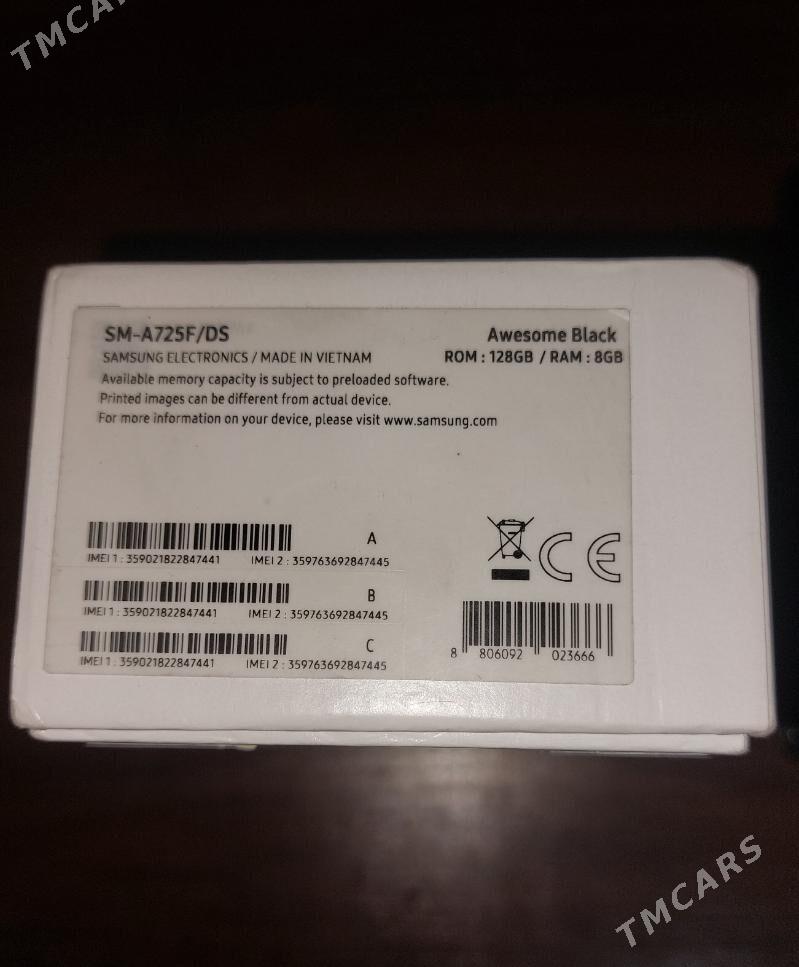 TMCARS
SM-A725F/DS
Awesome Black
SAMSUNG ELECTRONICS / MADE IN VIETNAM
ROM : 128GB / RAM : 8GB
Available memory capacity is subject to preloaded software.
Printed images can be different from actual device.
For more information on your device, please visit www.samsung.com
A
IMEI 1 : 359021822847441 IMEI 2 : 359763692847445
B
IMEI 1 : 359021822847441 IMEI 2 : 359763692847445
C
IMEI 1 : 359021822847441 IMEI 2 : 359763692847445
CE
8 806092 023666
TMCARS